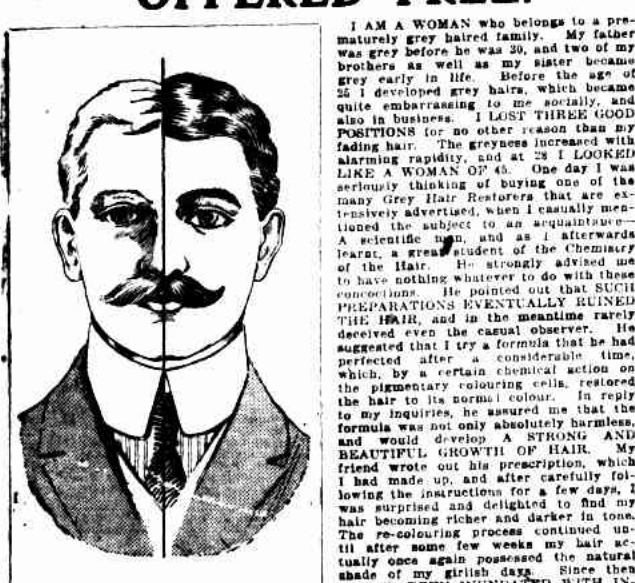 OFFERED FREE.
I AM A WOMAN who belongs to a pre-
maturely grey haired family. My father
was grey before he was 30, and two of my
brothers as well as my sister became
grey early in life. Before the age of
25 I developed grey hairs, which became
quite embarrassing to me socially, and
also in business. I LOST THREE GOOD
POSITIONS for no other reason than my
fading hair. The greyness increased with
alarming rapidity, and at 28 I LOOKED
LIKE A WOMAN OF 45. One day I was
seriously thinking of buying one of the
many Grey Hair Restorers that are ex-
tensively advertised, when I casually men-
tioned the subject to an acquaintance—
A scientific man, and as I afterwards
learnt, a great student of the Chemistry
of the Hair. He strongly advised me
to have nothing whatever to do with these
concoctions. He pointed out that SUCH
PREPARATIONS EVENTUALLY RUINED
THE HAIR, and in the meantime rarely
deceived even the casual observer. He
suggested that I try a formula that he had
perfected after a considerable time,
which, by a certain chemical action on
the pigmentary colouring cells, restored
the hair to its normal colour. In reply
to my inquiries, he assured me that the
formula was not only absolutely harmless,
and would develop A STRONG AND
BEAUTIFUL GROWTH OF HAIR. My
friend wrote out his prescription, which
I had made up, and after carefully fol-
lowing the instructions for a few days, I
was surprised and delighted to find my
hair becoming richer and darker in tone.
The re-colouring process continued un-
til after some few weeks my hair ac-
tually once again possessed the natural
shade of my girlish days. Since then